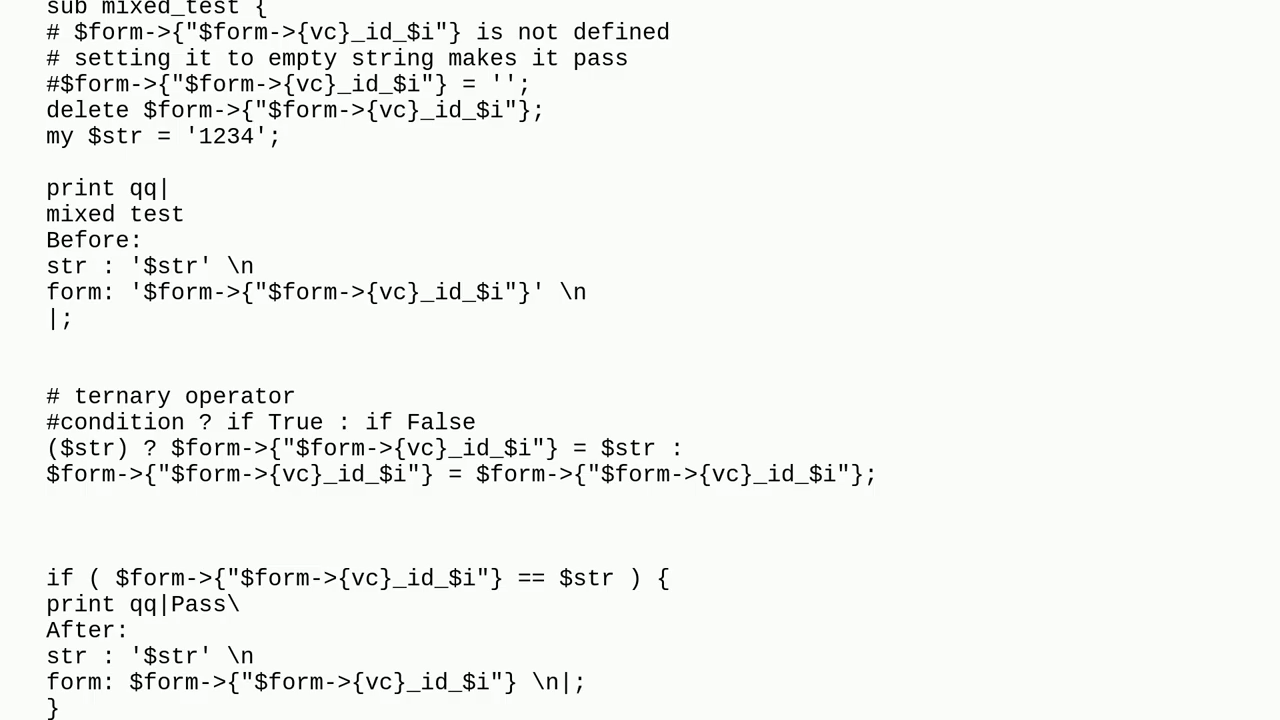 sub mixed_test {
# $form->{"$form->{vc}_id_$i"} is not defined
# setting it to empty string makes it pass
#$form->{"$form->{vc}_id_$i"} = '';
delete $form->{"$form->{vc}_id_$i"};
my $str = '1234';
print qq|
mixed test
Before:
str : '$str' \n
form: '$form->{"$form->{vc}_id_$i"}' \n
|;
# ternary operator
#condition ? if True : if False
($str) ? $form->{"$form->{vc}_id_$i"} = $str :
$form->{"$form->{vc}_id_$i"} = $form->{"$form->{vc}_id_$i"};
if ( $form->{"$form->{vc}_id_$i"} == $str ) {
print qq|Pass\
After:
str : '$str' \n
form: $form->{"$form->{vc}_id_$i"} \n|;
}